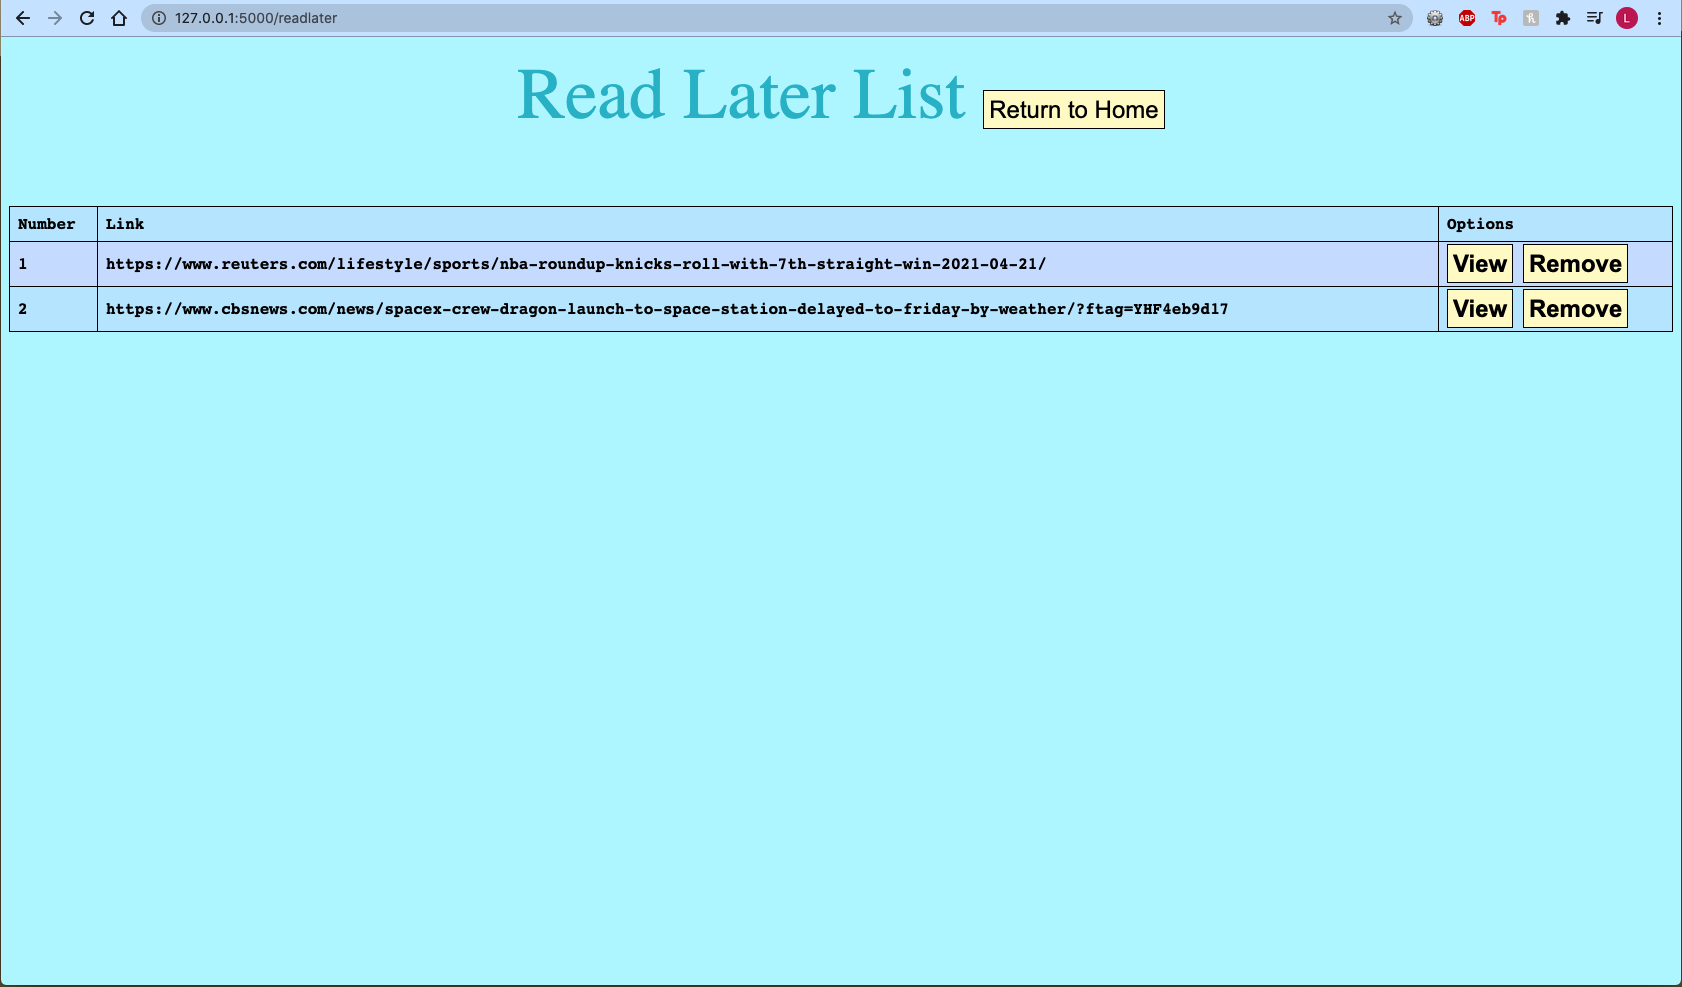 127.0.0.1:5000/readlater
ABP
Tp
L
Read Later List Return to Home
Number Link Options
1 https://www.reuters.com/lifestyle/sports/nba-roundup-knicks-roll-with-7th-straight-win-2021-04-21/ View Remove
2 https://www.cbsnews.com/news/spacex-crew-dragon-launch-to-space-station-delayed-to-friday-by-weather/?ftag=YHF4eb9d17 View Remove